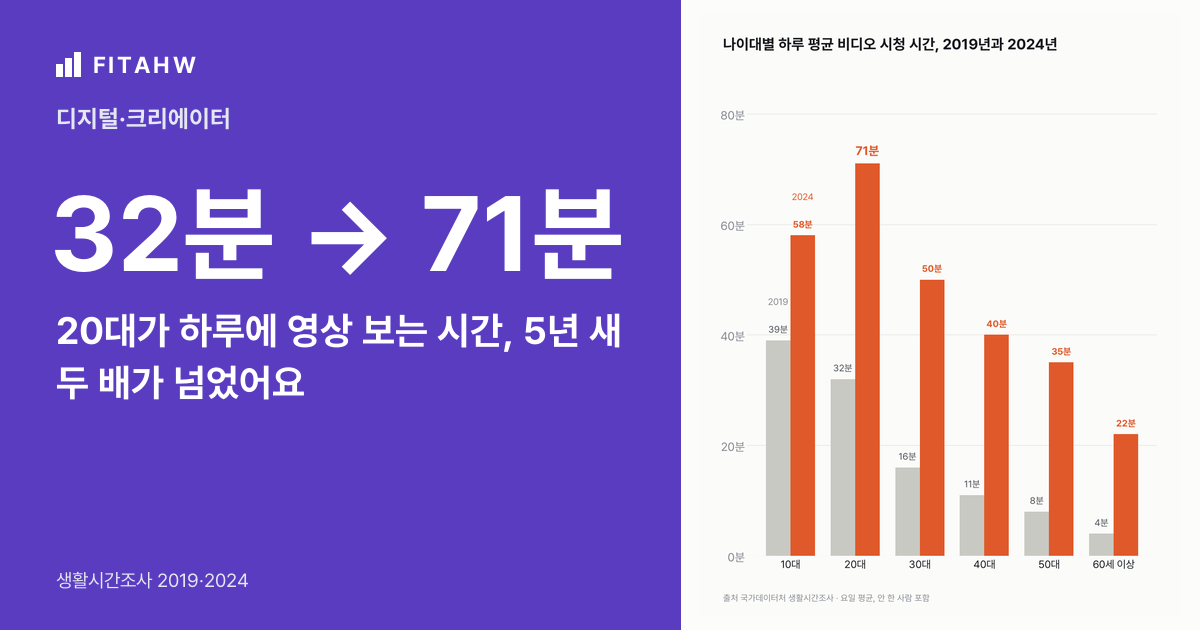 FITAHW
디지털·크리에이터
32분 → 71분
20대가 하루에 영상 보는 시간, 5년 새
두 배가 넘었어요
생활시간조사 2019·2024
나이대별 하루 평균 비디오 시청 시간, 2019년과 2024년
80분
60분
40분
20분
0분
2019
39분
2024
58분
32분
71분
16분
50분
11분
40분
8분
35분
4분
22분
10대
20대
30대
40대
50대
60세 이상
출처 국가데이터처 생활시간조사 · 요일 평균, 안 한 사람 포함